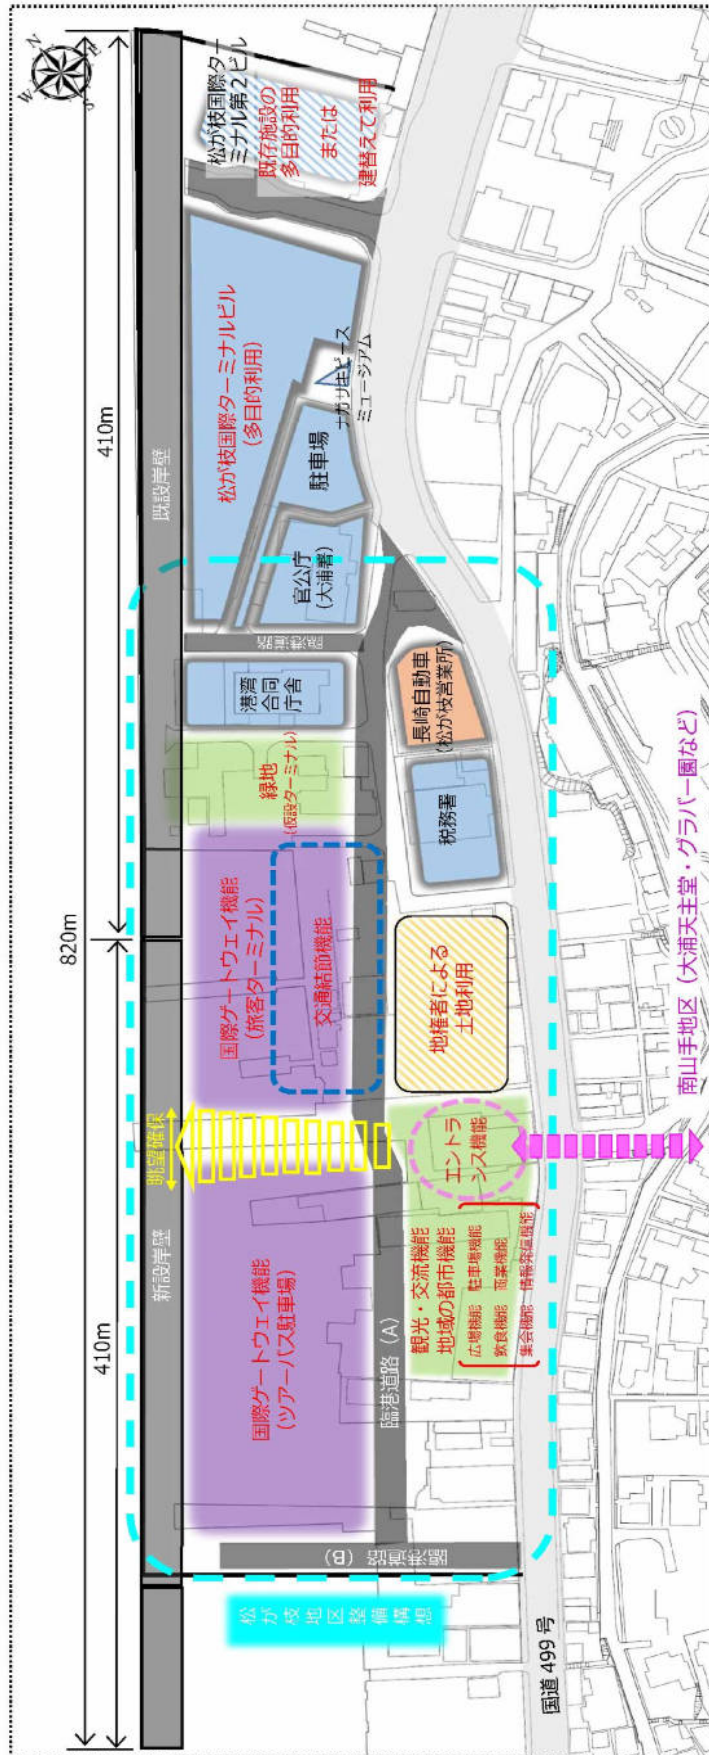 820m
410m
410m
新設岸壁
既設岸壁
眺望確保
国際ゲートウェイ機能
(ツアーバス駐車場)
国際ゲートウェイ機能
(旅客ターミナル)
交通結節機能
緑地
(仮設ターミナル)
港湾
合同
庁舎
臨港道路
官公庁
(大浦署)
駐車場
松が枝国際ターミナルビル
(多目的利用)
ナガサキピース
ミュージアム
松が枝国際ター
ミナル第2ビル
既存施設の
多目的利用
または
建替えて利用
臨港道路 (A)
臨港道路 (B)
観光・交流機能
地域の都市機能
広場機能 駐車場機能
飲食機能 商業機能
集会機能 情報発信機能
エントラ
ンス機能
地権者による
土地利用
税務署
長崎自動車
(松が枝営業所)
松が枝地区整備構想
国道 499 号
南山手地区 (大浦天主堂・グラバー園など)
N
E
S
W